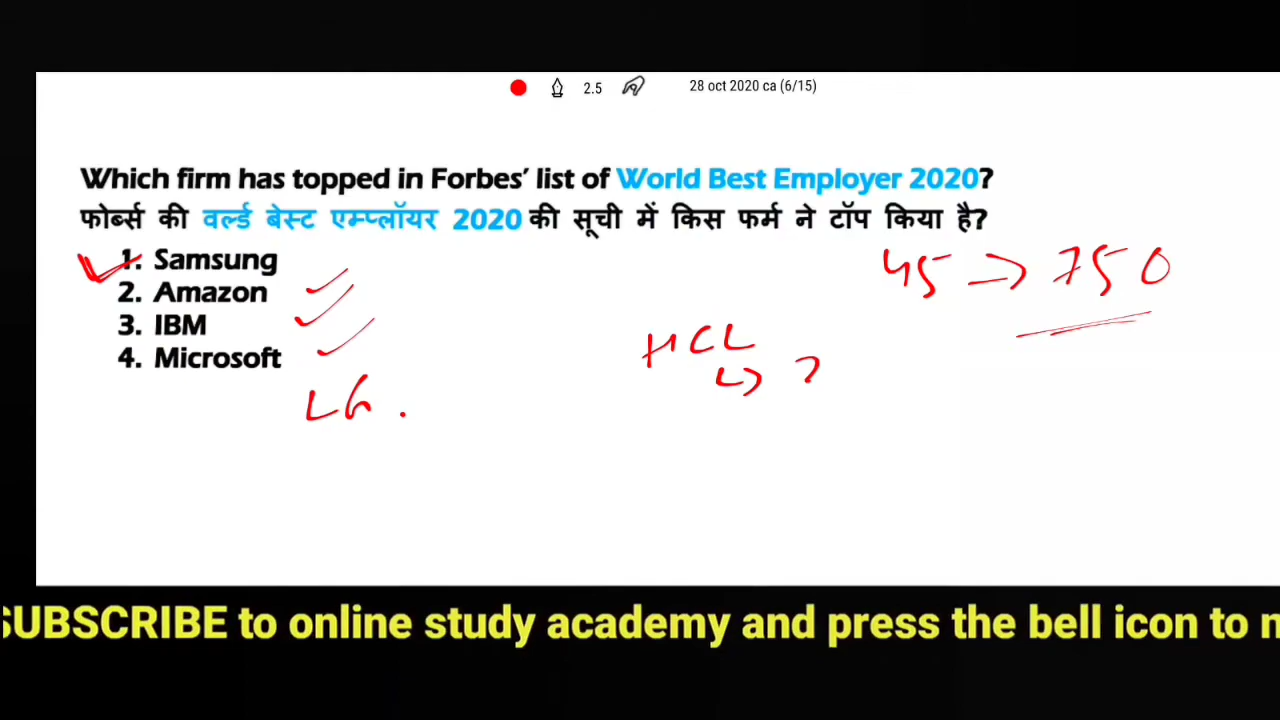 2.5 28 oct 2020 ca (6/15)
Which firm has topped in Forbes’ list of World Best Employer 2020?
फोर्ब्स की वर्ल्ड बेस्ट एम्प्लॉयर 2020 की सूची में किस फर्म ने टॉप किया है?
1. Samsung
2. Amazon
3. IBM
4. Microsoft
45 → 750
HCL
↳ ?
LG.
SUBSCRIBE to online study academy and press the bell icon to